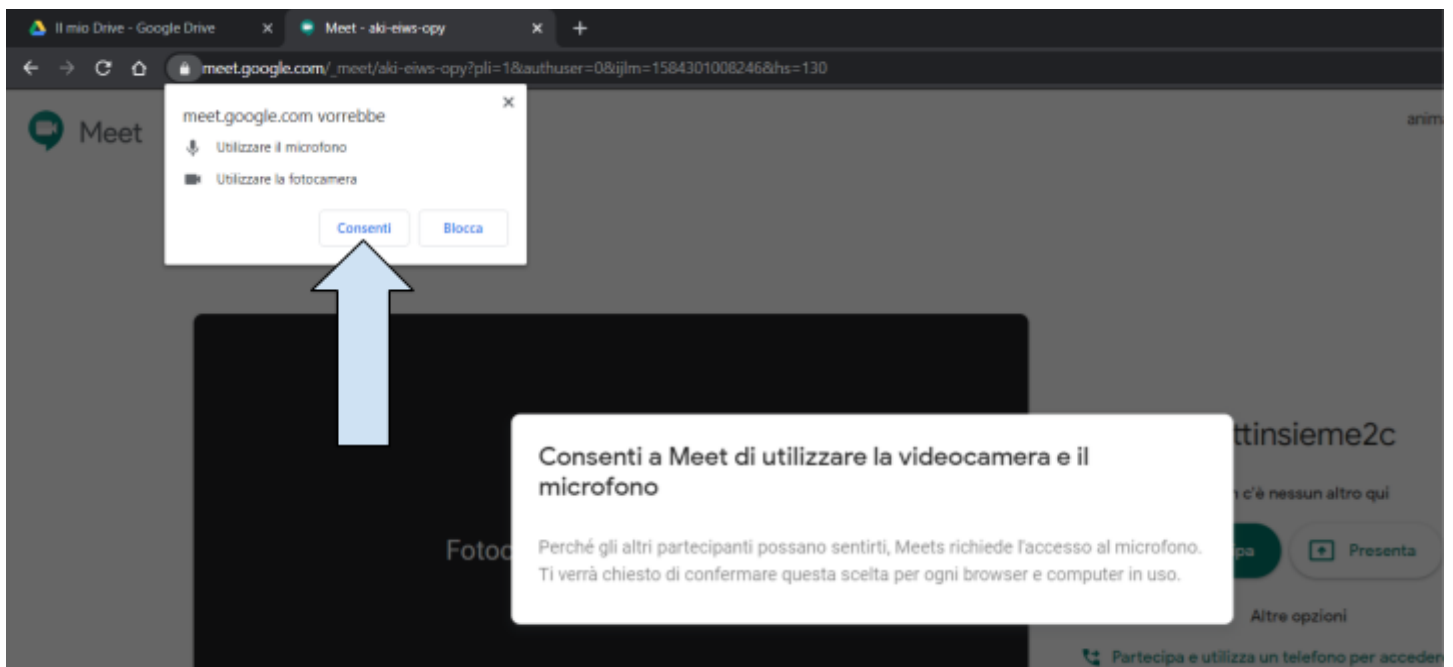 Il mio Drive - Google Drive
Meet - aki-eiws-opy
meet.google.com/_meet/aki-eiws-opy?pli=1&authuser=0&ijlm=1584301008246&hs=130
Meet
anim
meet.google.com vorrebbe
Utilizzare il microfono
Utilizzare la fotocamera
Consenti
Blocca
Consenti a Meet di utilizzare la videocamera e il
microfono
Perché gli altri partecipanti possano sentirti, Meets richiede l'accesso al microfono.
Ti verrà chiesto di confermare questa scelta per ogni browser e computer in uso.
Fotoc
ttinsieme2c
c'è nessun altro qui
pa
Presenta
Altre opzioni
Partecipa e utilizza un telefono per acceder